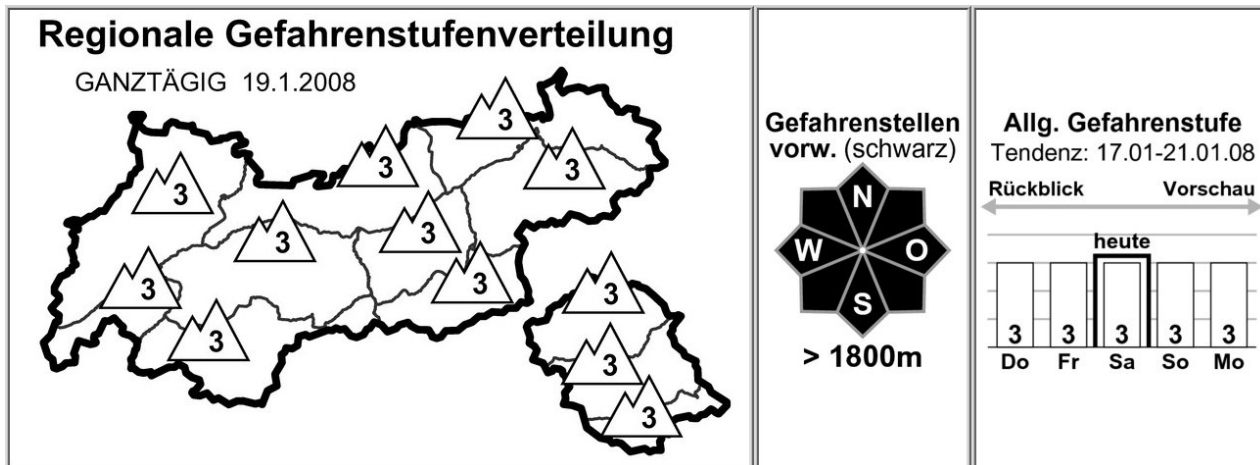 Regionale Gefahrenstufenverteilung
GANZTÄGIG 19.1.2008
3
3
3
3
3
3
3
3
3
3
3
3
Gefahrenstellen
vorw. (schwarz)
N
W O
S
> 1800m
Allg. Gefahrenstufe
Tendenz: 17.01-21.01.08
Rückblick Vorschau
heute
3 3 3 3 3
Do Fr Sa So Mo